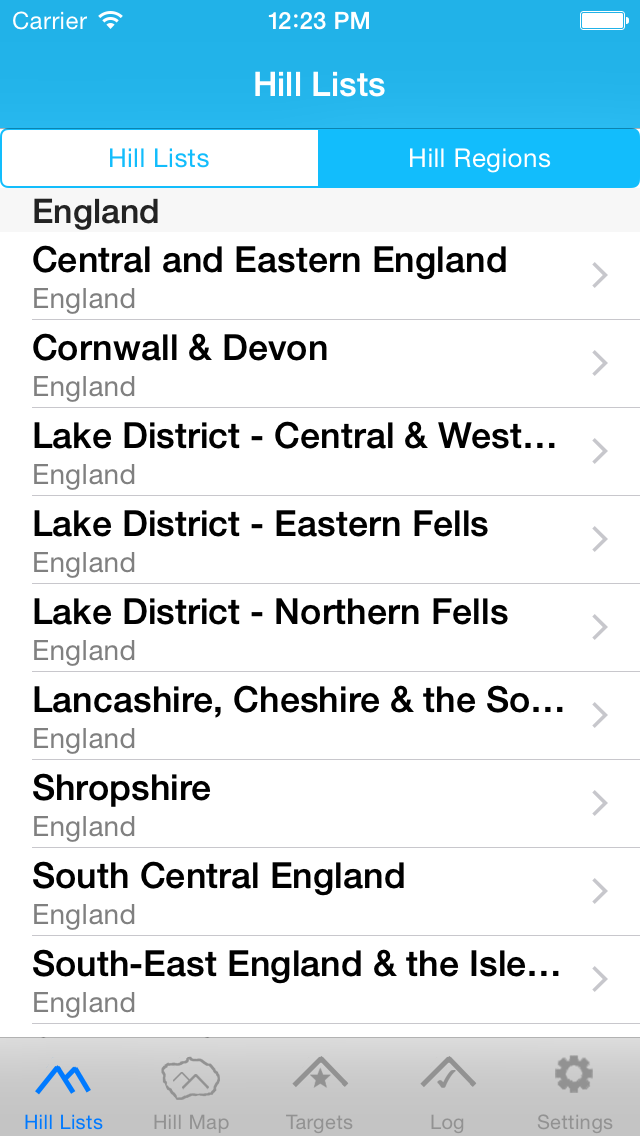 Carrier 12:23 PM
Hill Lists
Hill Lists Hill Regions
England
Central and Eastern England
England
Cornwall & Devon
England
Lake District - Central & West…
England
Lake District - Eastern Fells
England
Lake District - Northern Fells
England
Lancashire, Cheshire & the So…
England
Shropshire
England
South Central England
England
South-East England & the Isle…
England
Hill Lists Hill Map Targets Log Settings